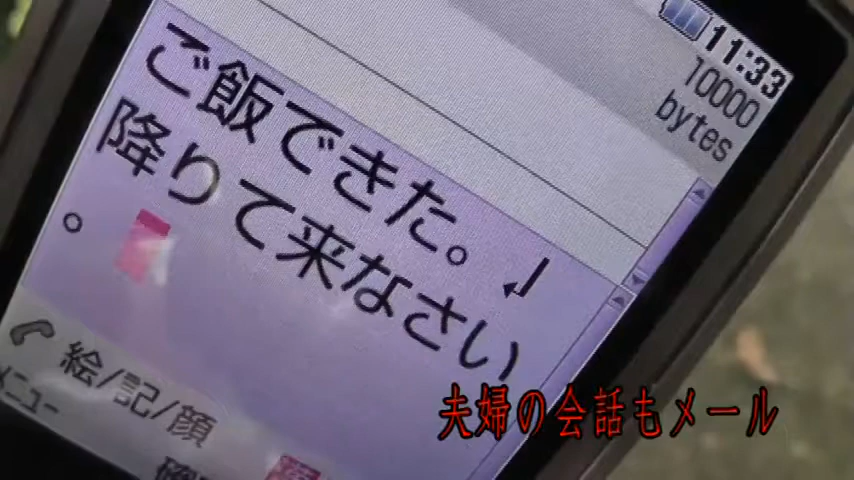 11:33
10000
bytes
ご飯できた。↲
降りて来なさい
。
絵/記/顔
メニュー
夫婦の会話もメール